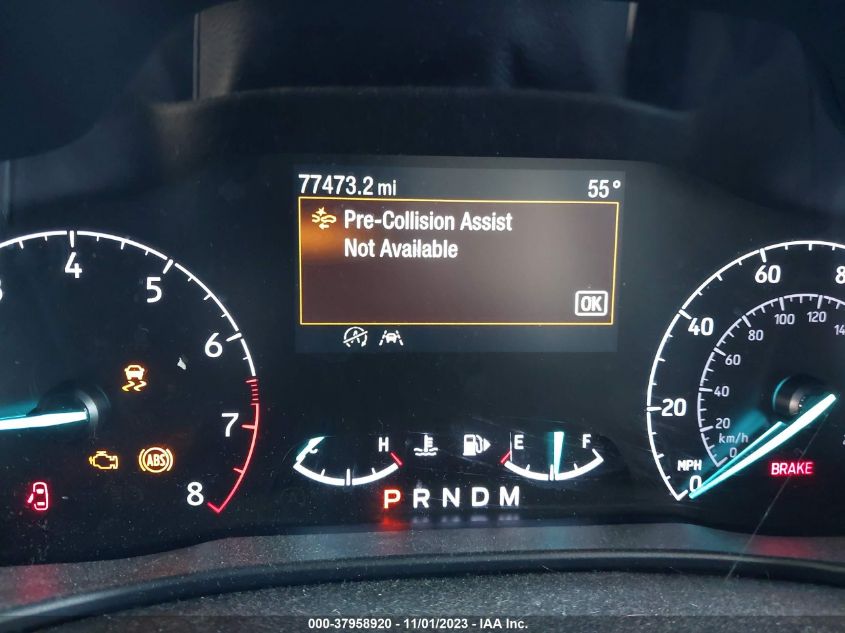 77473.2 mi 55°
Pre-Collision Assist
Not Available
OK
4 5 6 7 8
ABS
C H E F
P R N D M
0 20 40 60
0 20 40 60 80 100 120
km/h
MPH
BRAKE
000-37958920 - 11/01/2023 - IAA Inc.